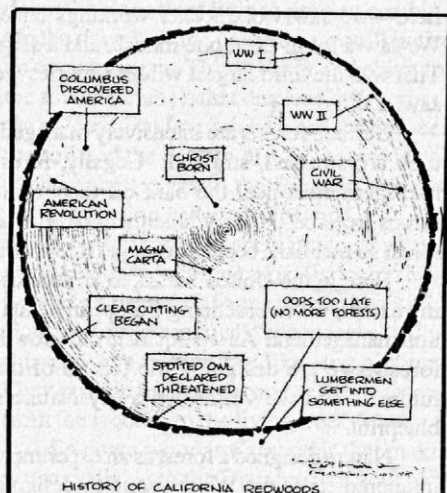 WW I
COLUMBUS
DISCOVERED
AMERICA
WW II
CHRIST
BORN
CIVIL
WAR
AMERICAN
REVOLUTION
MAGNA
CARTA
CLEAR CUTTING
BEGAN
OOPS, TOO LATE
(NO MORE FORESTS)
SPOTTED OWL
DECLARED
THREATENED
LUMBERMEN
GET INTO
SOMETHING ELSE
HISTORY OF CALIFORNIA REDWOODS